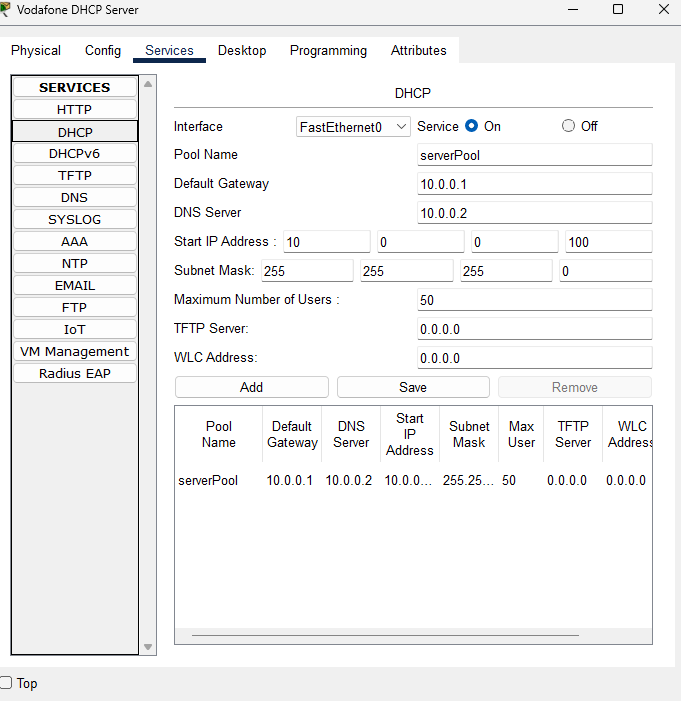 Vodafone DHCP Server
Physical Config Services Desktop Programming Attributes
SERVICES
HTTP
DHCP
DHCPv6
TFTP
DNS
SYSLOG
AAA
NTP
EMAIL
FTP
IoT
VM Management
Radius EAP
DHCP
Interface FastEthernet0 Service On Off
Pool Name serverPool
Default Gateway 10.0.0.1
DNS Server 10.0.0.2
Start IP Address : 10 0 0 100
Subnet Mask: 255 255 255 0
Maximum Number of Users : 50
TFTP Server: 0.0.0.0
WLC Address: 0.0.0.0
Add Save Remove
Pool Name Default Gateway DNS Server Start IP Address Subnet Mask Max User TFTP Server WLC Address
serverPool 10.0.0.1 10.0.0.2 10.0.0... 255.25... 50 0.0.0.0 0.0.0.0
Top